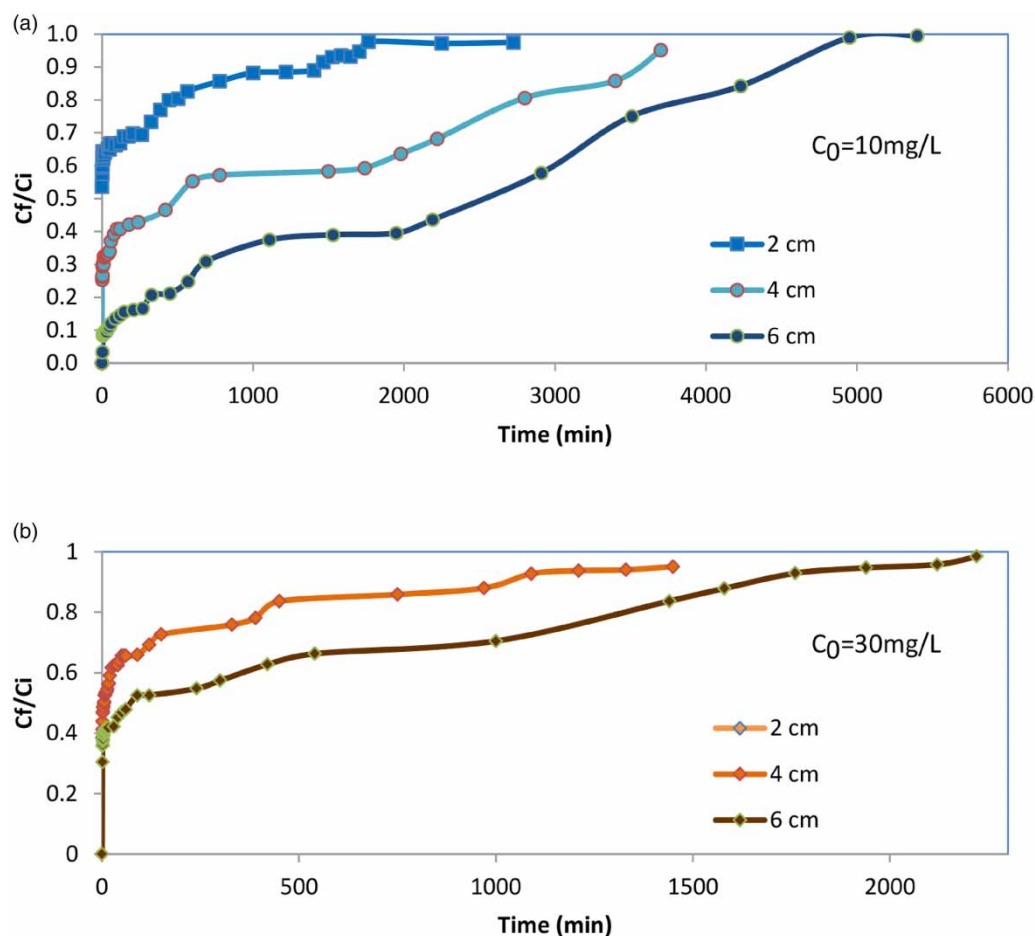 (a)
1.0
0.9
0.8
0.7
0.6
0.5
0.4
0.3
0.2
0.1
0.0
Cf/Ci
C0=10mg/L
2 cm
4 cm
6 cm
0 1000 2000 3000 4000 5000 6000
Time (min)
(b)
1
0.8
0.6
0.4
0.2
0
Cf/Ci
C0=30mg/L
2 cm
4 cm
6 cm
0 500 1000 1500 2000
Time (min)